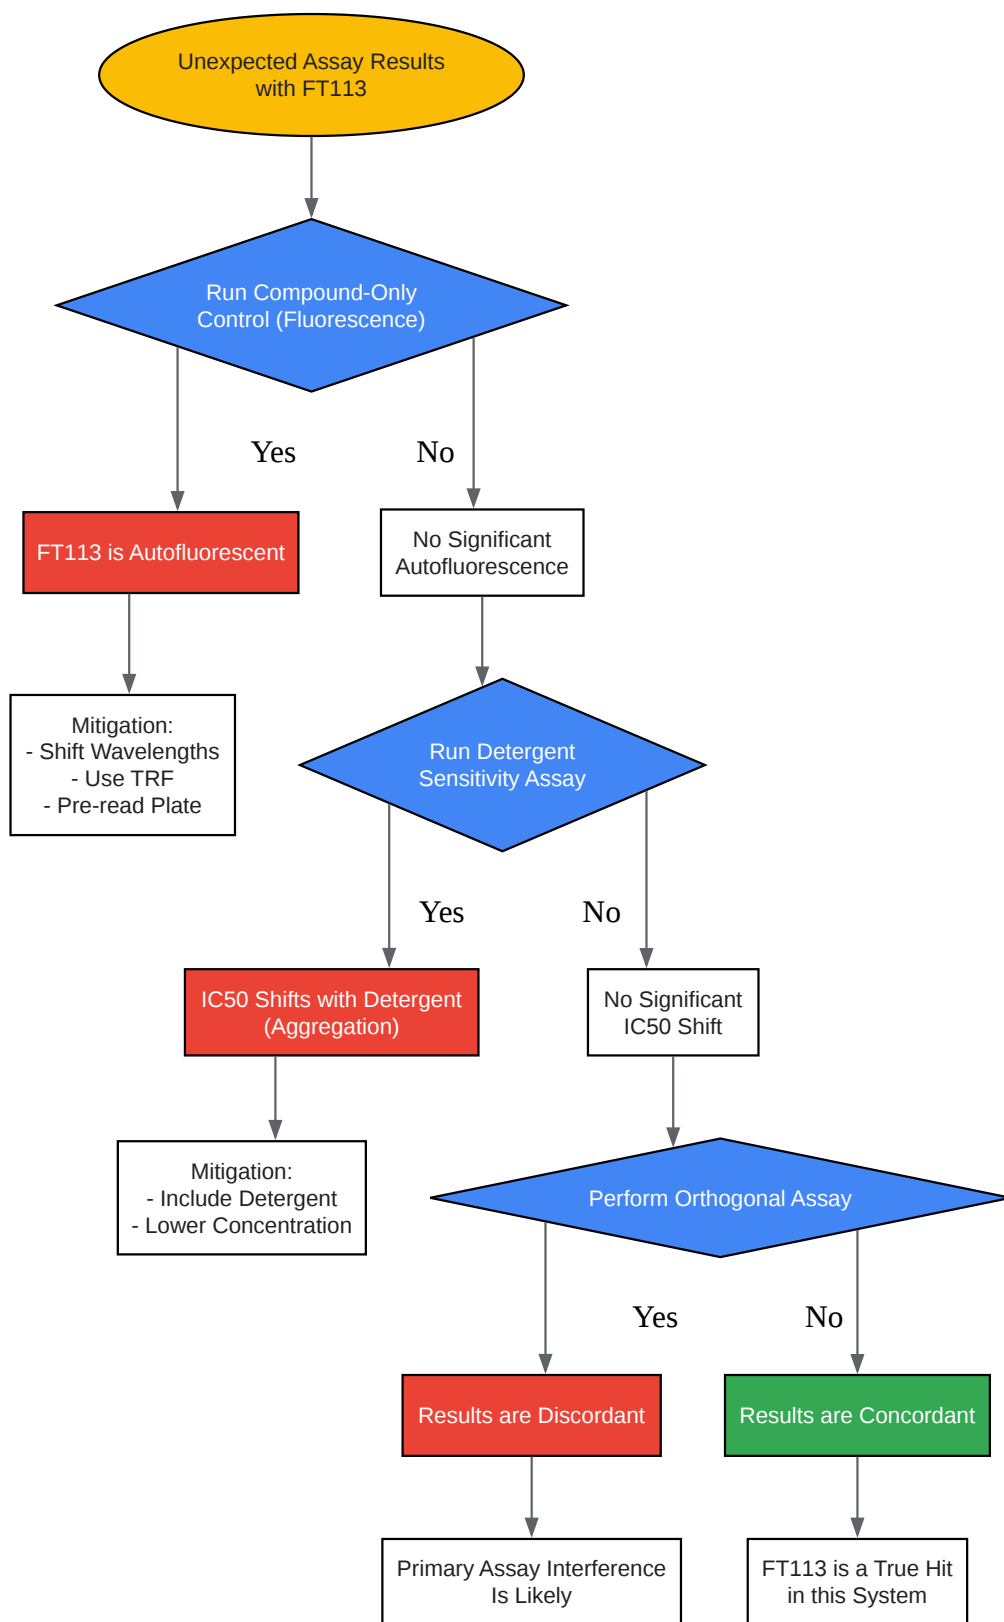 Unexpected Assay Results
with FT113
Run Compound-Only
Control (Fluorescence)
Yes
No
FT113 is Autofluorescent
No Significant
Autofluorescence
Mitigation:
- Shift Wavelengths
- Use TRF
- Pre-read Plate
Run Detergent
Sensitivity Assay
Yes
No
IC50 Shifts with Detergent
(Aggregation)
No Significant
IC50 Shift
Mitigation:
- Include Detergent
- Lower Concentration
Perform Orthogonal Assay
Yes
No
Results are Discordant
Results are Concordant
Primary Assay Interference
Is Likely
FT113 is a True Hit
in this System